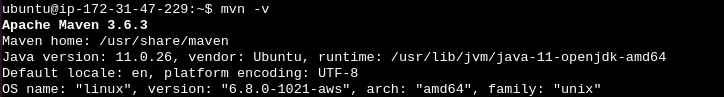 ubuntu@ip-172-31-47-229:~$ mvn -v
Apache Maven 3.6.3
Maven home: /usr/share/maven
Java version: 11.0.26, vendor: Ubuntu, runtime: /usr/lib/jvm/java-11-openjdk-amd64
Default locale: en, platform encoding: UTF-8
OS name: "linux", version: "6.8.0-1021-aws", arch: "amd64", family: "unix"